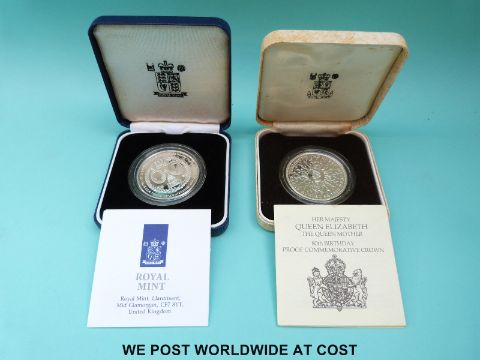 ROYAL
MINT
Royal Mint, Llantrisant,
Mid Glamorgan, CF7 8YT,
United Kingdom
HER MAJESTY
QUEEN ELIZABETH
THE QUEEN MOTHER
80th BIRTHDAY
PROOF COMMEMORATIVE CROWN
WE POST WORLDWIDE AT COST